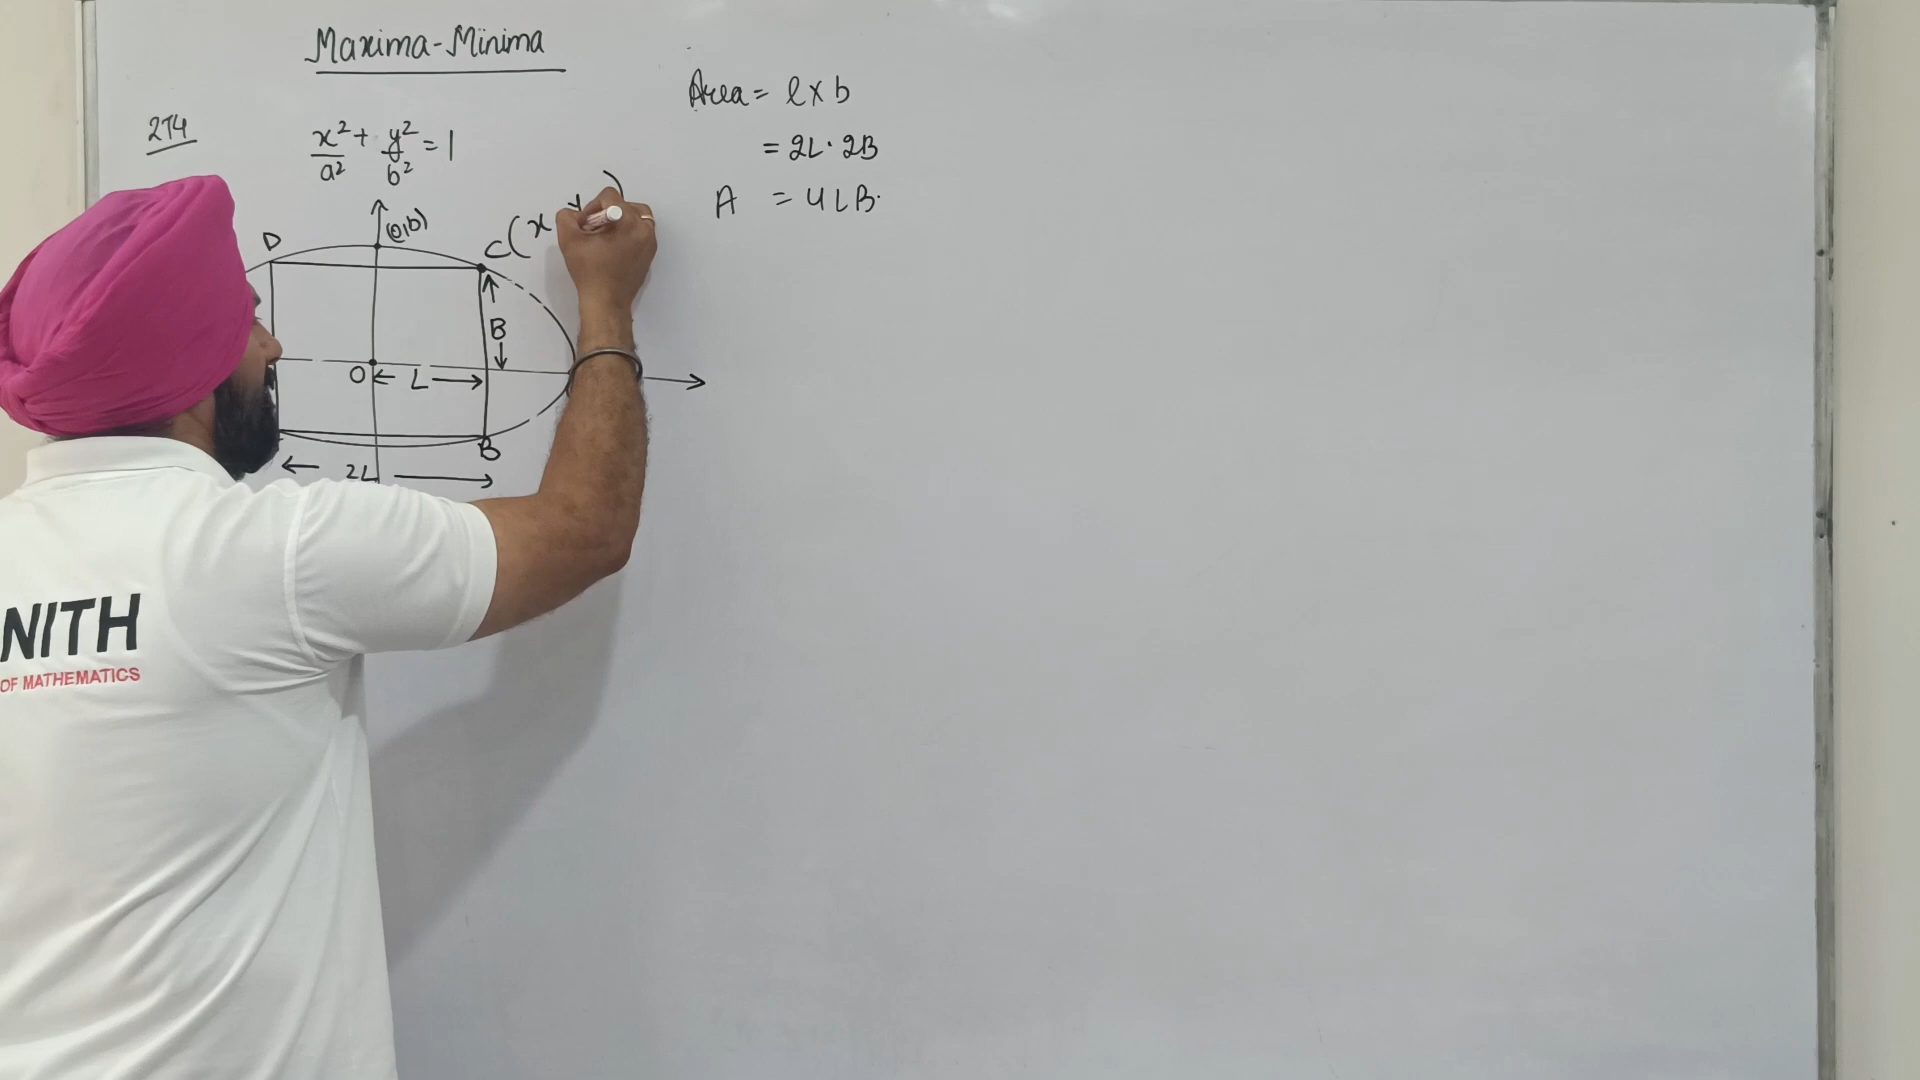 Maxima-Minima
274
x²/a² + y²/b² = 1
Area = l x b
= 2L · 2B
A = 4LB.
(0,b)
D
C(x y)
B
O
L
B
2L
NITH
OF MATHEMATICS